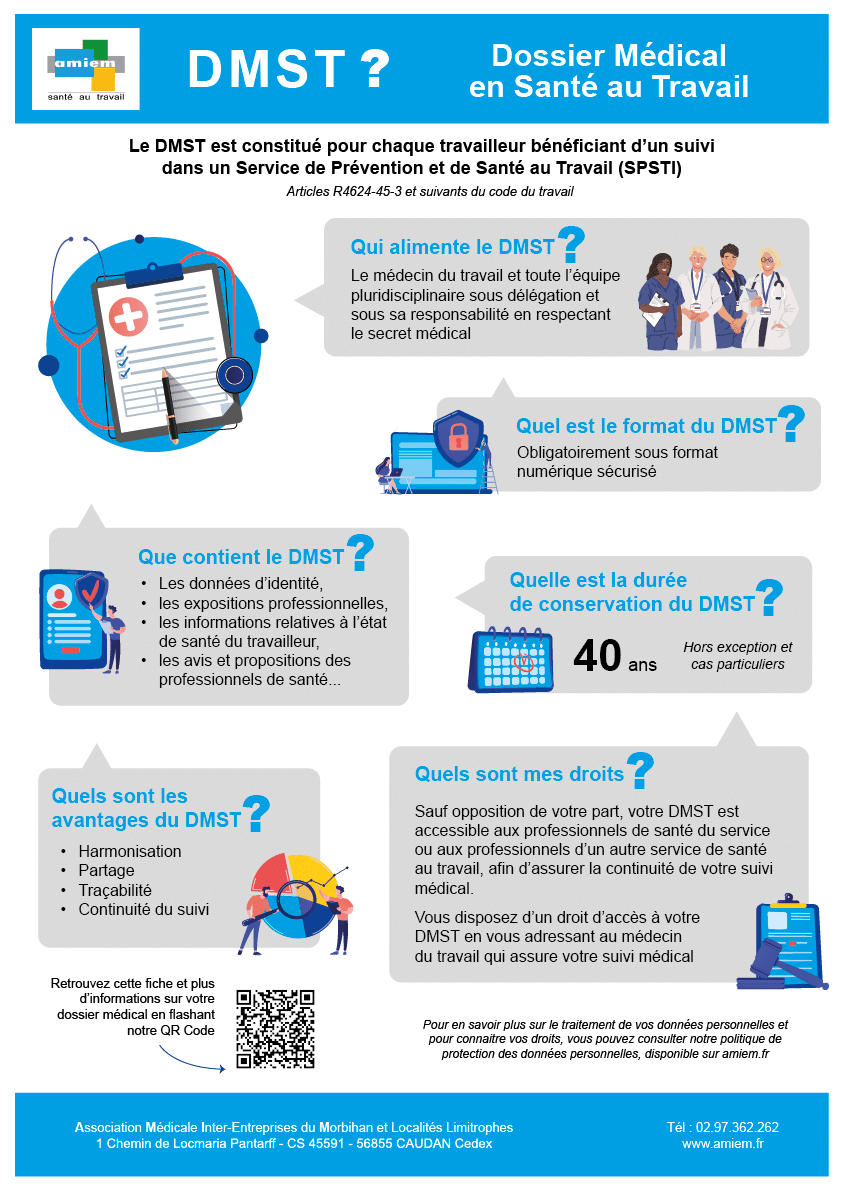 amiem
santé au travail
DMST ?
Dossier Médical
en Santé au Travail
Le DMST est constitué pour chaque travailleur bénéficiant d'un suivi
dans un Service de Prévention et de Santé au Travail (SPSTI)
Articles R4624-45-3 et suivants du code du travail
Qui alimente le DMST ?
Le médecin du travail et toute l'équipe
pluridisciplinaire sous délégation et
sous sa responsabilité en respectant
le secret médical
Quel est le format du DMST ?
Obligatoirement sous format
numérique sécurisé
Que contient le DMST ?
• Les données d'identité,
• les expositions professionnelles,
• les informations relatives à l'état
de santé du travailleur,
• les avis et propositions des
professionnels de santé...
Quelle est la durée
de conservation du DMST ?
40 ans
Hors exception et
cas particuliers
Quels sont les
avantages du DMST ?
• Harmonisation
• Partage
• Traçabilité
• Continuité du suivi
Quels sont mes droits ?
Sauf opposition de votre part, votre DMST est
accessible aux professionnels de santé du service
ou aux professionnels d'un autre service de santé
au travail, afin d'assurer la continuité de votre suivi
médical.
Vous disposez d'un droit d'accès à votre
DMST en vous adressant au médecin
du travail qui assure votre suivi médical
Retrouvez cette fiche et plus
d'informations sur votre
dossier médical en flashant
notre QR Code
Pour en savoir plus sur le traitement de vos données personnelles et
pour connaitre vos droits, vous pouvez consulter notre politique de
protection des données personnelles, disponible sur amiem.fr
Association Médicale Inter-Entreprises du Morbihan et Localités Limitrophes
1 Chemin de Locmaria Pantarff - CS 45591 - 56855 CAUDAN Cedex
Tél : 02.97.362.262
www.amiem.fr